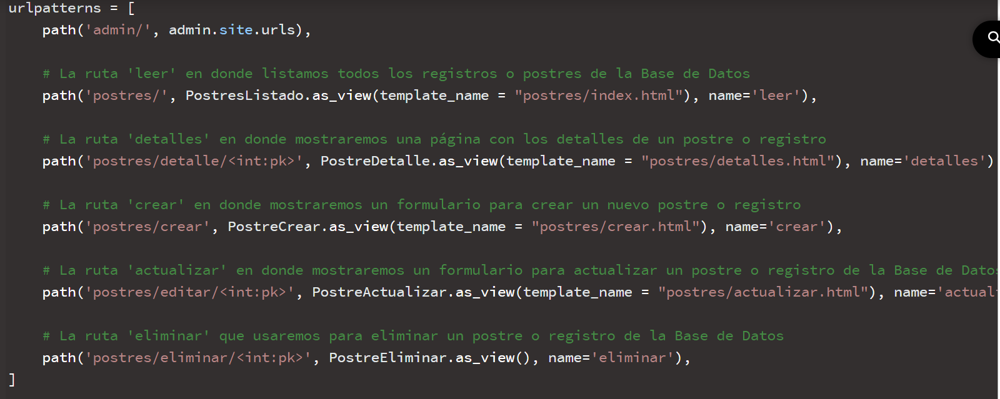 urlpatterns = [
    path('admin/', admin.site.urls),
    # La ruta 'leer' en donde listamos todos los registros o postres de la Base de Datos
    path('postres/', PostresListado.as_view(template_name = "postres/index.html"), name='leer'),
    # La ruta 'detalles' en donde mostraremos una página con los detalles de un postre o registro
    path('postres/detalle/<int:pk>', PostreDetalle.as_view(template_name = "postres/detalles.html"), name='detalles')
    # La ruta 'crear' en donde mostraremos un formulario para crear un nuevo postre o registro
    path('postres/crear', PostreCrear.as_view(template_name = "postres/crear.html"), name='crear'),
    # La ruta 'actualizar' en donde mostraremos un formulario para actualizar un postre o registro de la Base de Datos
    path('postres/editar/<int:pk>', PostreActualizar.as_view(template_name = "postres/actualizar.html"), name='actual
    # La ruta 'eliminar' que usaremos para eliminar un postre o registro de la Base de Datos
    path('postres/eliminar/<int:pk>', PostreEliminar.as_view(), name='eliminar'),
]